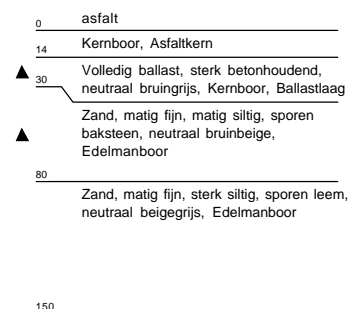 0
asfalt
14
Kernboor, Asfaltkern
30
Volledig ballast, sterk betonhoudend,
neutraal bruingrijs, Kernboor, Ballastlaag
Zand, matig fijn, matig siltig, sporen
baksteen, neutraal bruinbeige,
Edelmanboor
80
Zand, matig fijn, sterk siltig, sporen leem,
neutraal beigegrijs, Edelmanboor
150